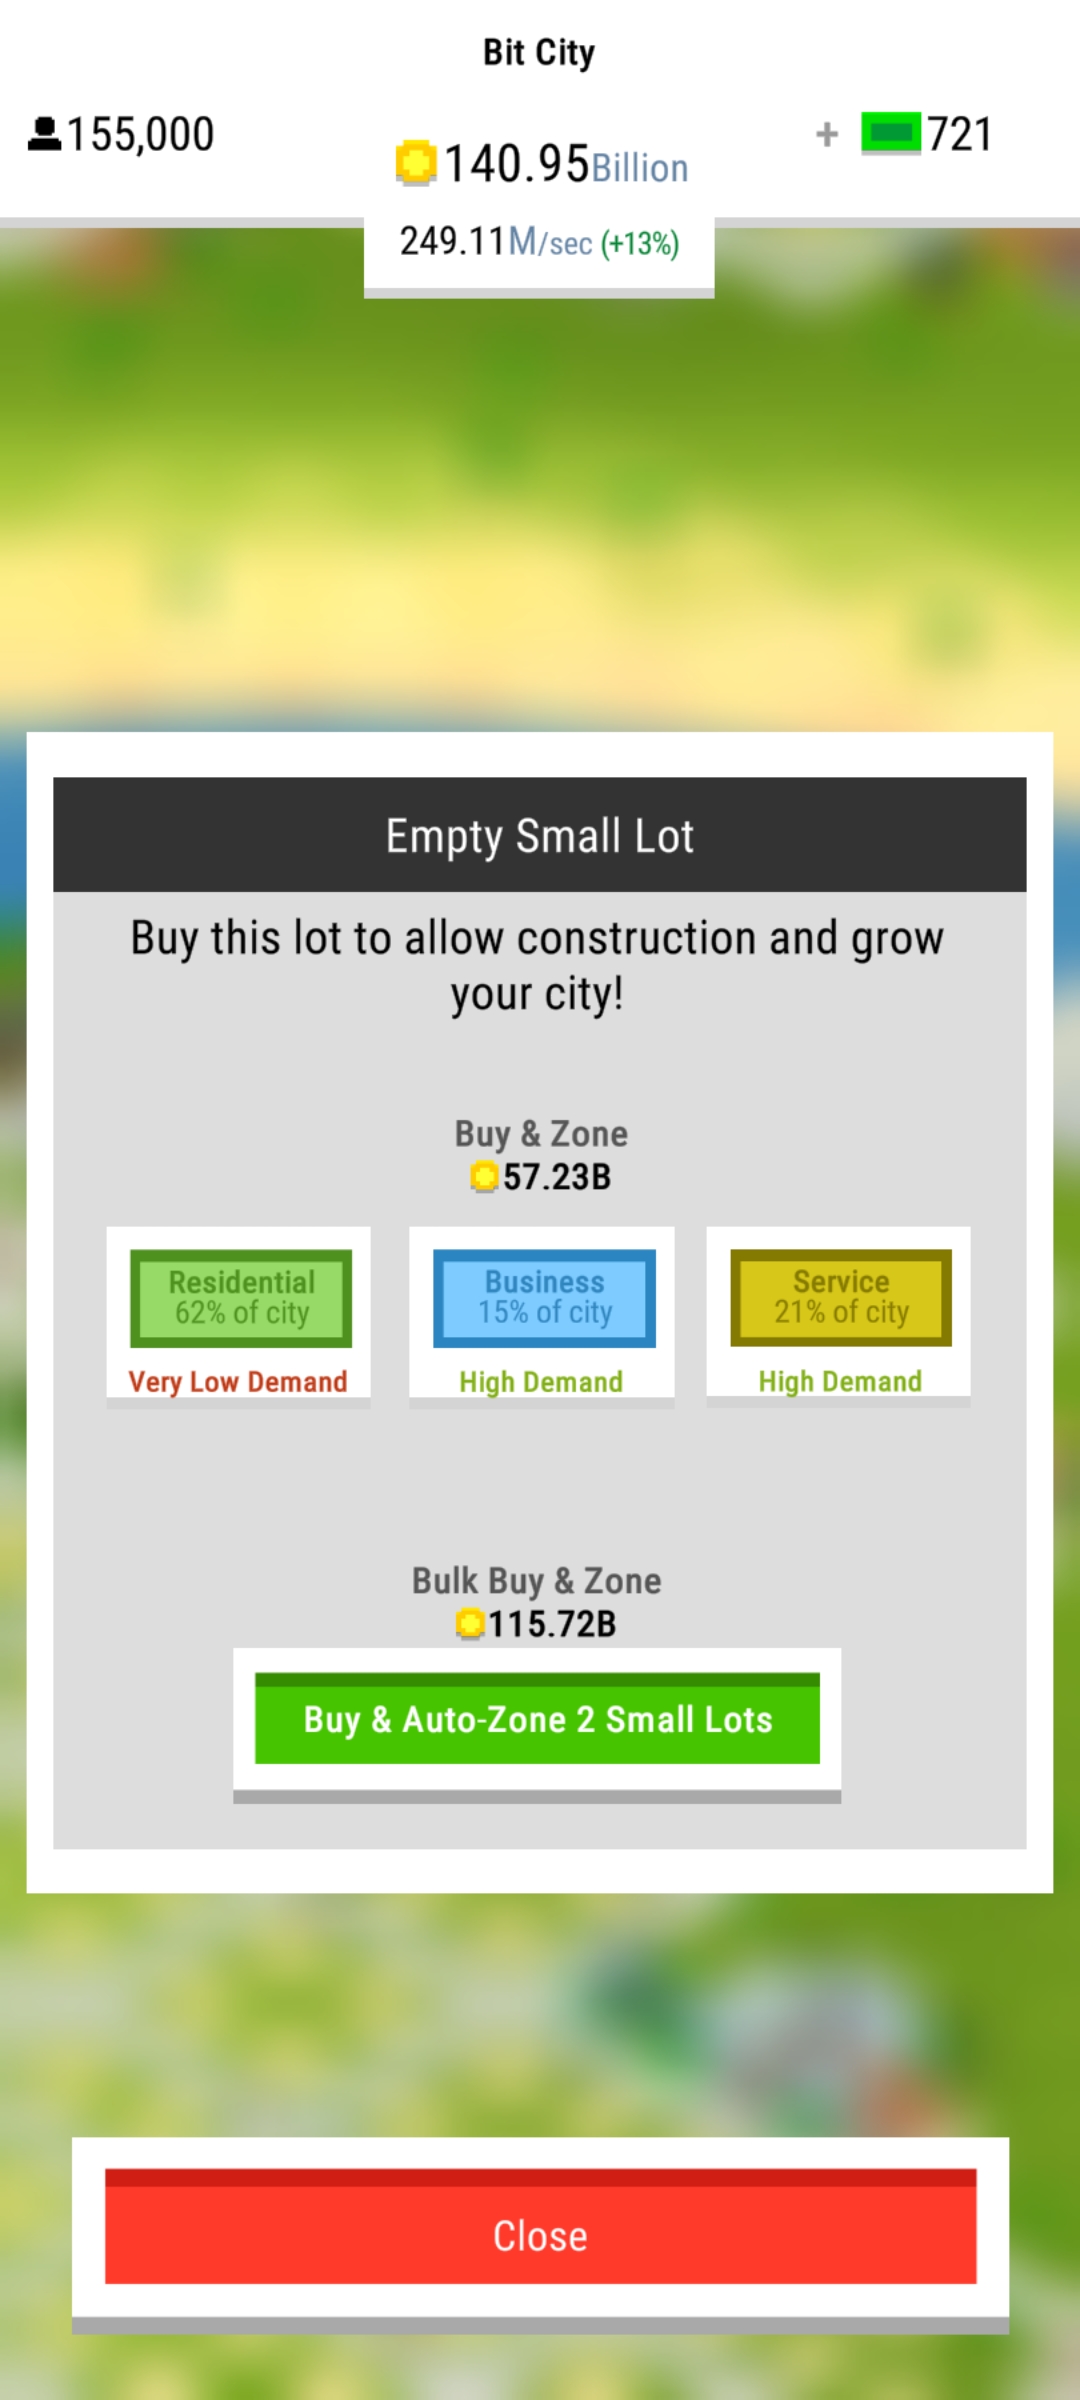 Bit City
155,000
140.95Billion
+ 721
249.11M/sec (+13%)
Empty Small Lot
Buy this lot to allow construction and grow
your city!
Buy & Zone
57.23B
Residential
62% of city
Very Low Demand
Business
15% of city
High Demand
Service
21% of city
High Demand
Bulk Buy & Zone
115.72B
Buy & Auto-Zone 2 Small Lots
Close